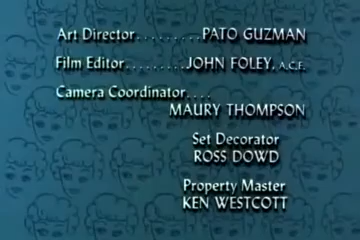 Art Director.........PATO GUZMAN
Film Editor........JOHN FOLEY, A.C.E.
Camera Coordinator....
MAURY THOMPSON
Set Decorator
ROSS DOWD
Property Master
KEN WESTCOTT